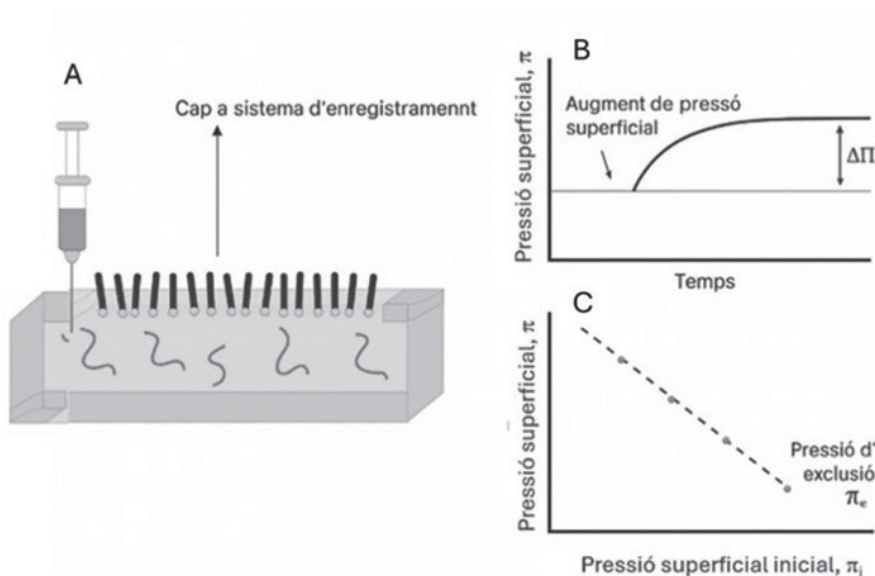 A
Cap a sistema d'enregistramennt
B
Pressió superficial, π
Augment de pressó
superficial
ΔΠ
Temps
C
Pressió superficial, π
Pressió d'
exclusió
πe
Pressió superficial inicial, πi